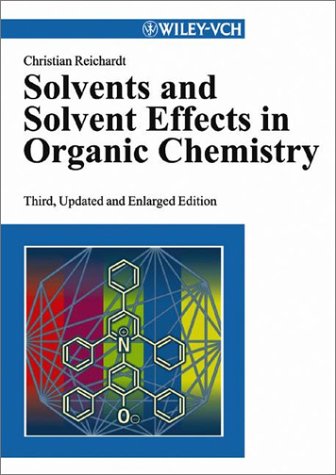 WILEY-VCH
Christian Reichardt
Solvents and
Solvent Effects in
Organic Chemistry
Third, Updated and Enlarged Edition
N
⊕
O⊖